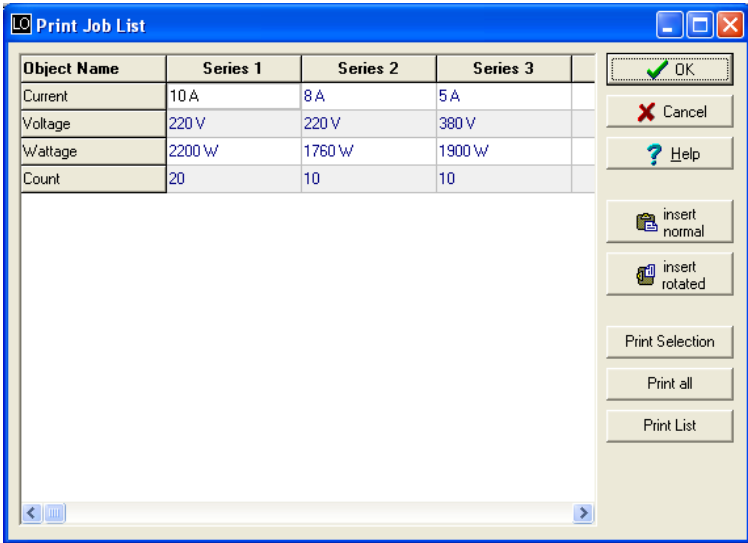 LO Print Job List
Object Name Series 1 Series 2 Series 3
Current 10 A 8 A 5 A
Voltage 220 V 220 V 380 V
Wattage 2200 W 1760 W 1900 W
Count 20 10 10
OK
Cancel
? Help
insert
normal
insert
rotated
Print Selection
Print all
Print List